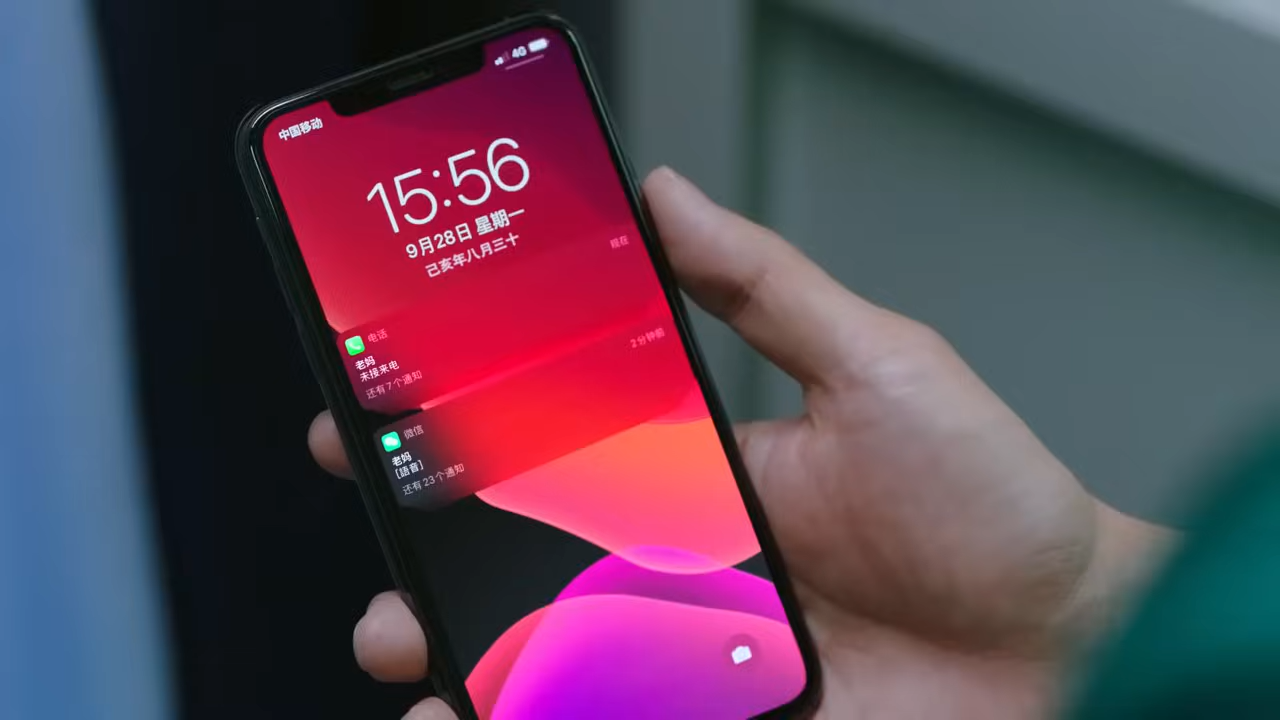 中国移动
4G
15:56
9月28日 星期一
己亥年八月三十
现在
电话
老妈
未接来电
还有7个通知
2分钟前
微信
老妈
[語音]
还有23个通知